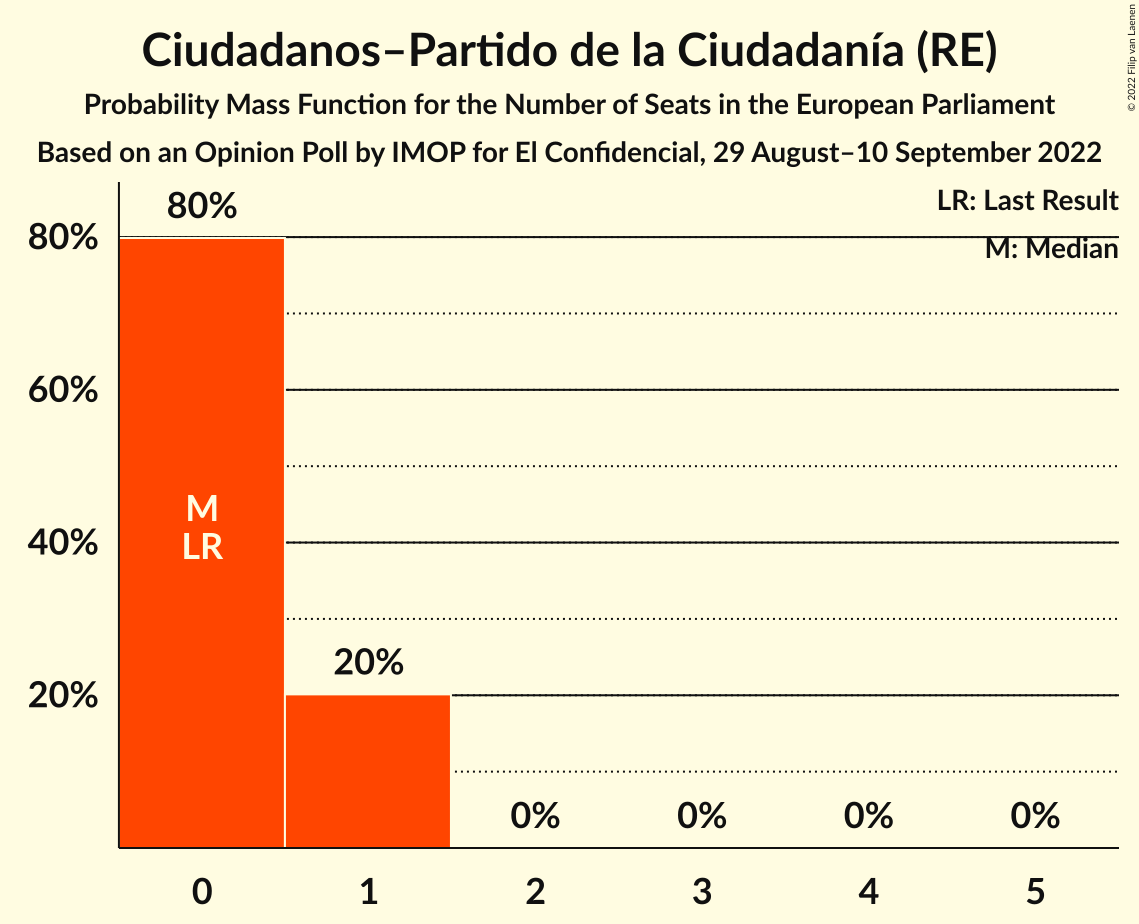 Ciudadanos–Partido de la Ciudadanía (RE)
Probability Mass Function for the Number of Seats in the European Parliament
Based on an Opinion Poll by IMOP for El Confidencial, 29 August–10 September 2022
© 2022 Filip van Laenen
LR: Last Result
M: Median
80%
60%
40%
20%
80%
M
LR
20%
0%
0%
0%
0%
0
1
2
3
4
5